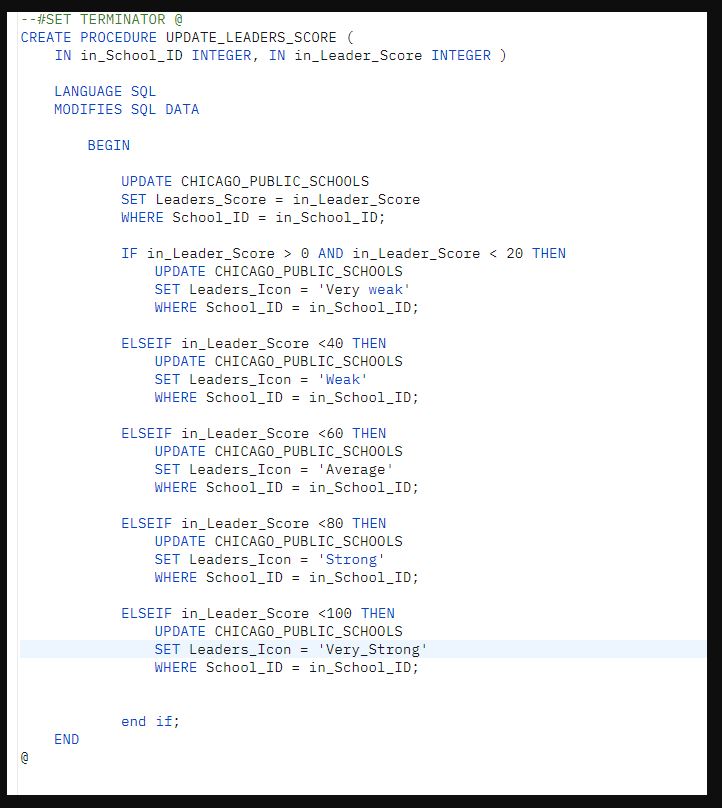 --#SET TERMINATOR @
CREATE PROCEDURE UPDATE_LEADERS_SCORE (
IN in_School_ID INTEGER, IN in_Leader_Score INTEGER )
LANGUAGE SQL
MODIFIES SQL DATA
BEGIN
UPDATE CHICAGO_PUBLIC_SCHOOLS
SET Leaders_Score = in_Leader_Score
WHERE School_ID = in_School_ID;
IF in_Leader_Score > 0 AND in_Leader_Score < 20 THEN
UPDATE CHICAGO_PUBLIC_SCHOOLS
SET Leaders_Icon = 'Very weak'
WHERE School_ID = in_School_ID;
ELSEIF in_Leader_Score <40 THEN
UPDATE CHICAGO_PUBLIC_SCHOOLS
SET Leaders_Icon = 'Weak'
WHERE School_ID = in_School_ID;
ELSEIF in_Leader_Score <60 THEN
UPDATE CHICAGO_PUBLIC_SCHOOLS
SET Leaders_Icon = 'Average'
WHERE School_ID = in_School_ID;
ELSEIF in_Leader_Score <80 THEN
UPDATE CHICAGO_PUBLIC_SCHOOLS
SET Leaders_Icon = 'Strong'
WHERE School_ID = in_School_ID;
ELSEIF in_Leader_Score <100 THEN
UPDATE CHICAGO_PUBLIC_SCHOOLS
SET Leaders_Icon = 'Very_Strong'
WHERE School_ID = in_School_ID;
end if;
END
@